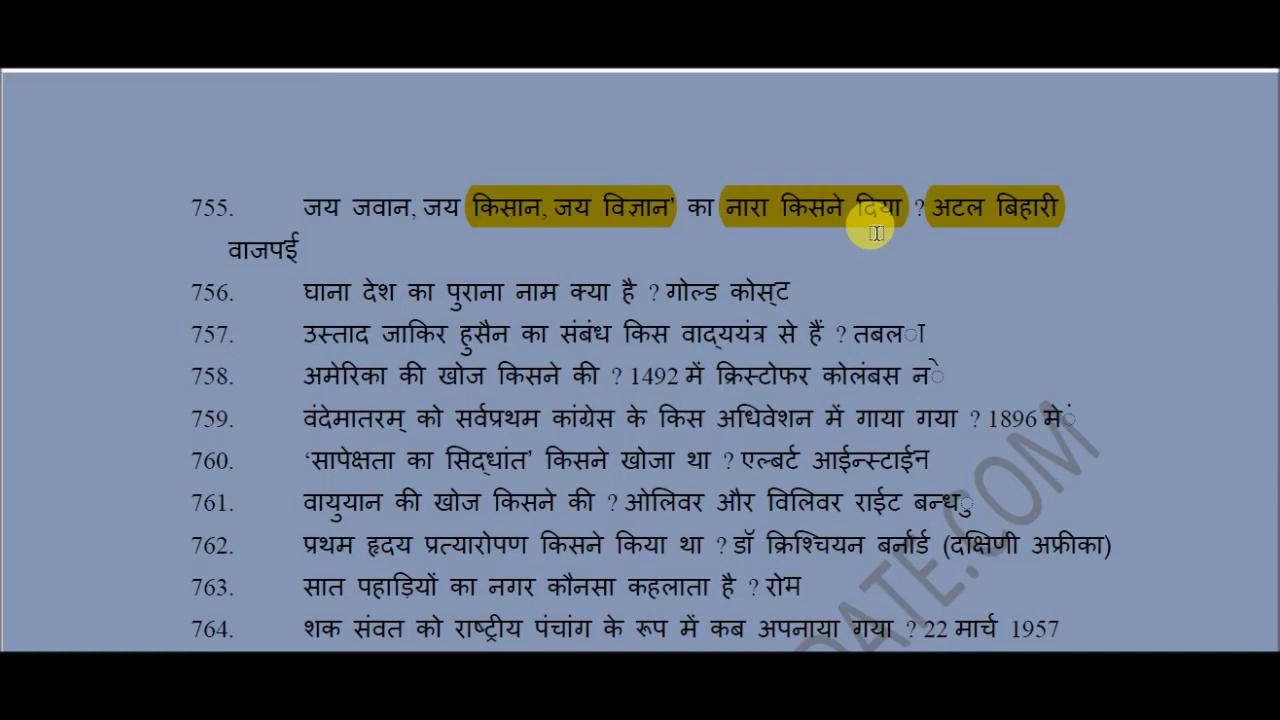 755. जय जवान, जय किसान, जय विज्ञान' का नारा किसने दिया ? अटल बिहारी
वाजपई
756. घाना देश का पुराना नाम क्या है ? गोल्ड कोस्ट
757. उस्ताद जाकिर हुसैन का संबंध किस वाद्ययंत्र से हैं ? तबला
758. अमेरिका की खोज किसने की ? 1492 में क्रिस्टोफर कोलंबस ने
759. वंदेमातरम् को सर्वप्रथम कांग्रेस के किस अधिवेशन में गाया गया ? 1896 में
760. ‘सापेक्षता का सिद्धांत’ किसने खोजा था ? एल्बर्ट आईन्स्टाईन
761. वायुयान की खोज किसने की ? ओलिवर और विलिवर राईट बन्धु
762. प्रथम हृदय प्रत्यारोपण किसने किया था ? डॉ क्रिश्चियन बर्नार्ड (दक्षिणी अफ्रीका)
763. सात पहाड़ियों का नगर कौनसा कहलाता है ? रोम
764. शक संवत को राष्ट्रीय पंचांग के रूप में कब अपनाया गया ? 22 मार्च 1957
DATE.COM